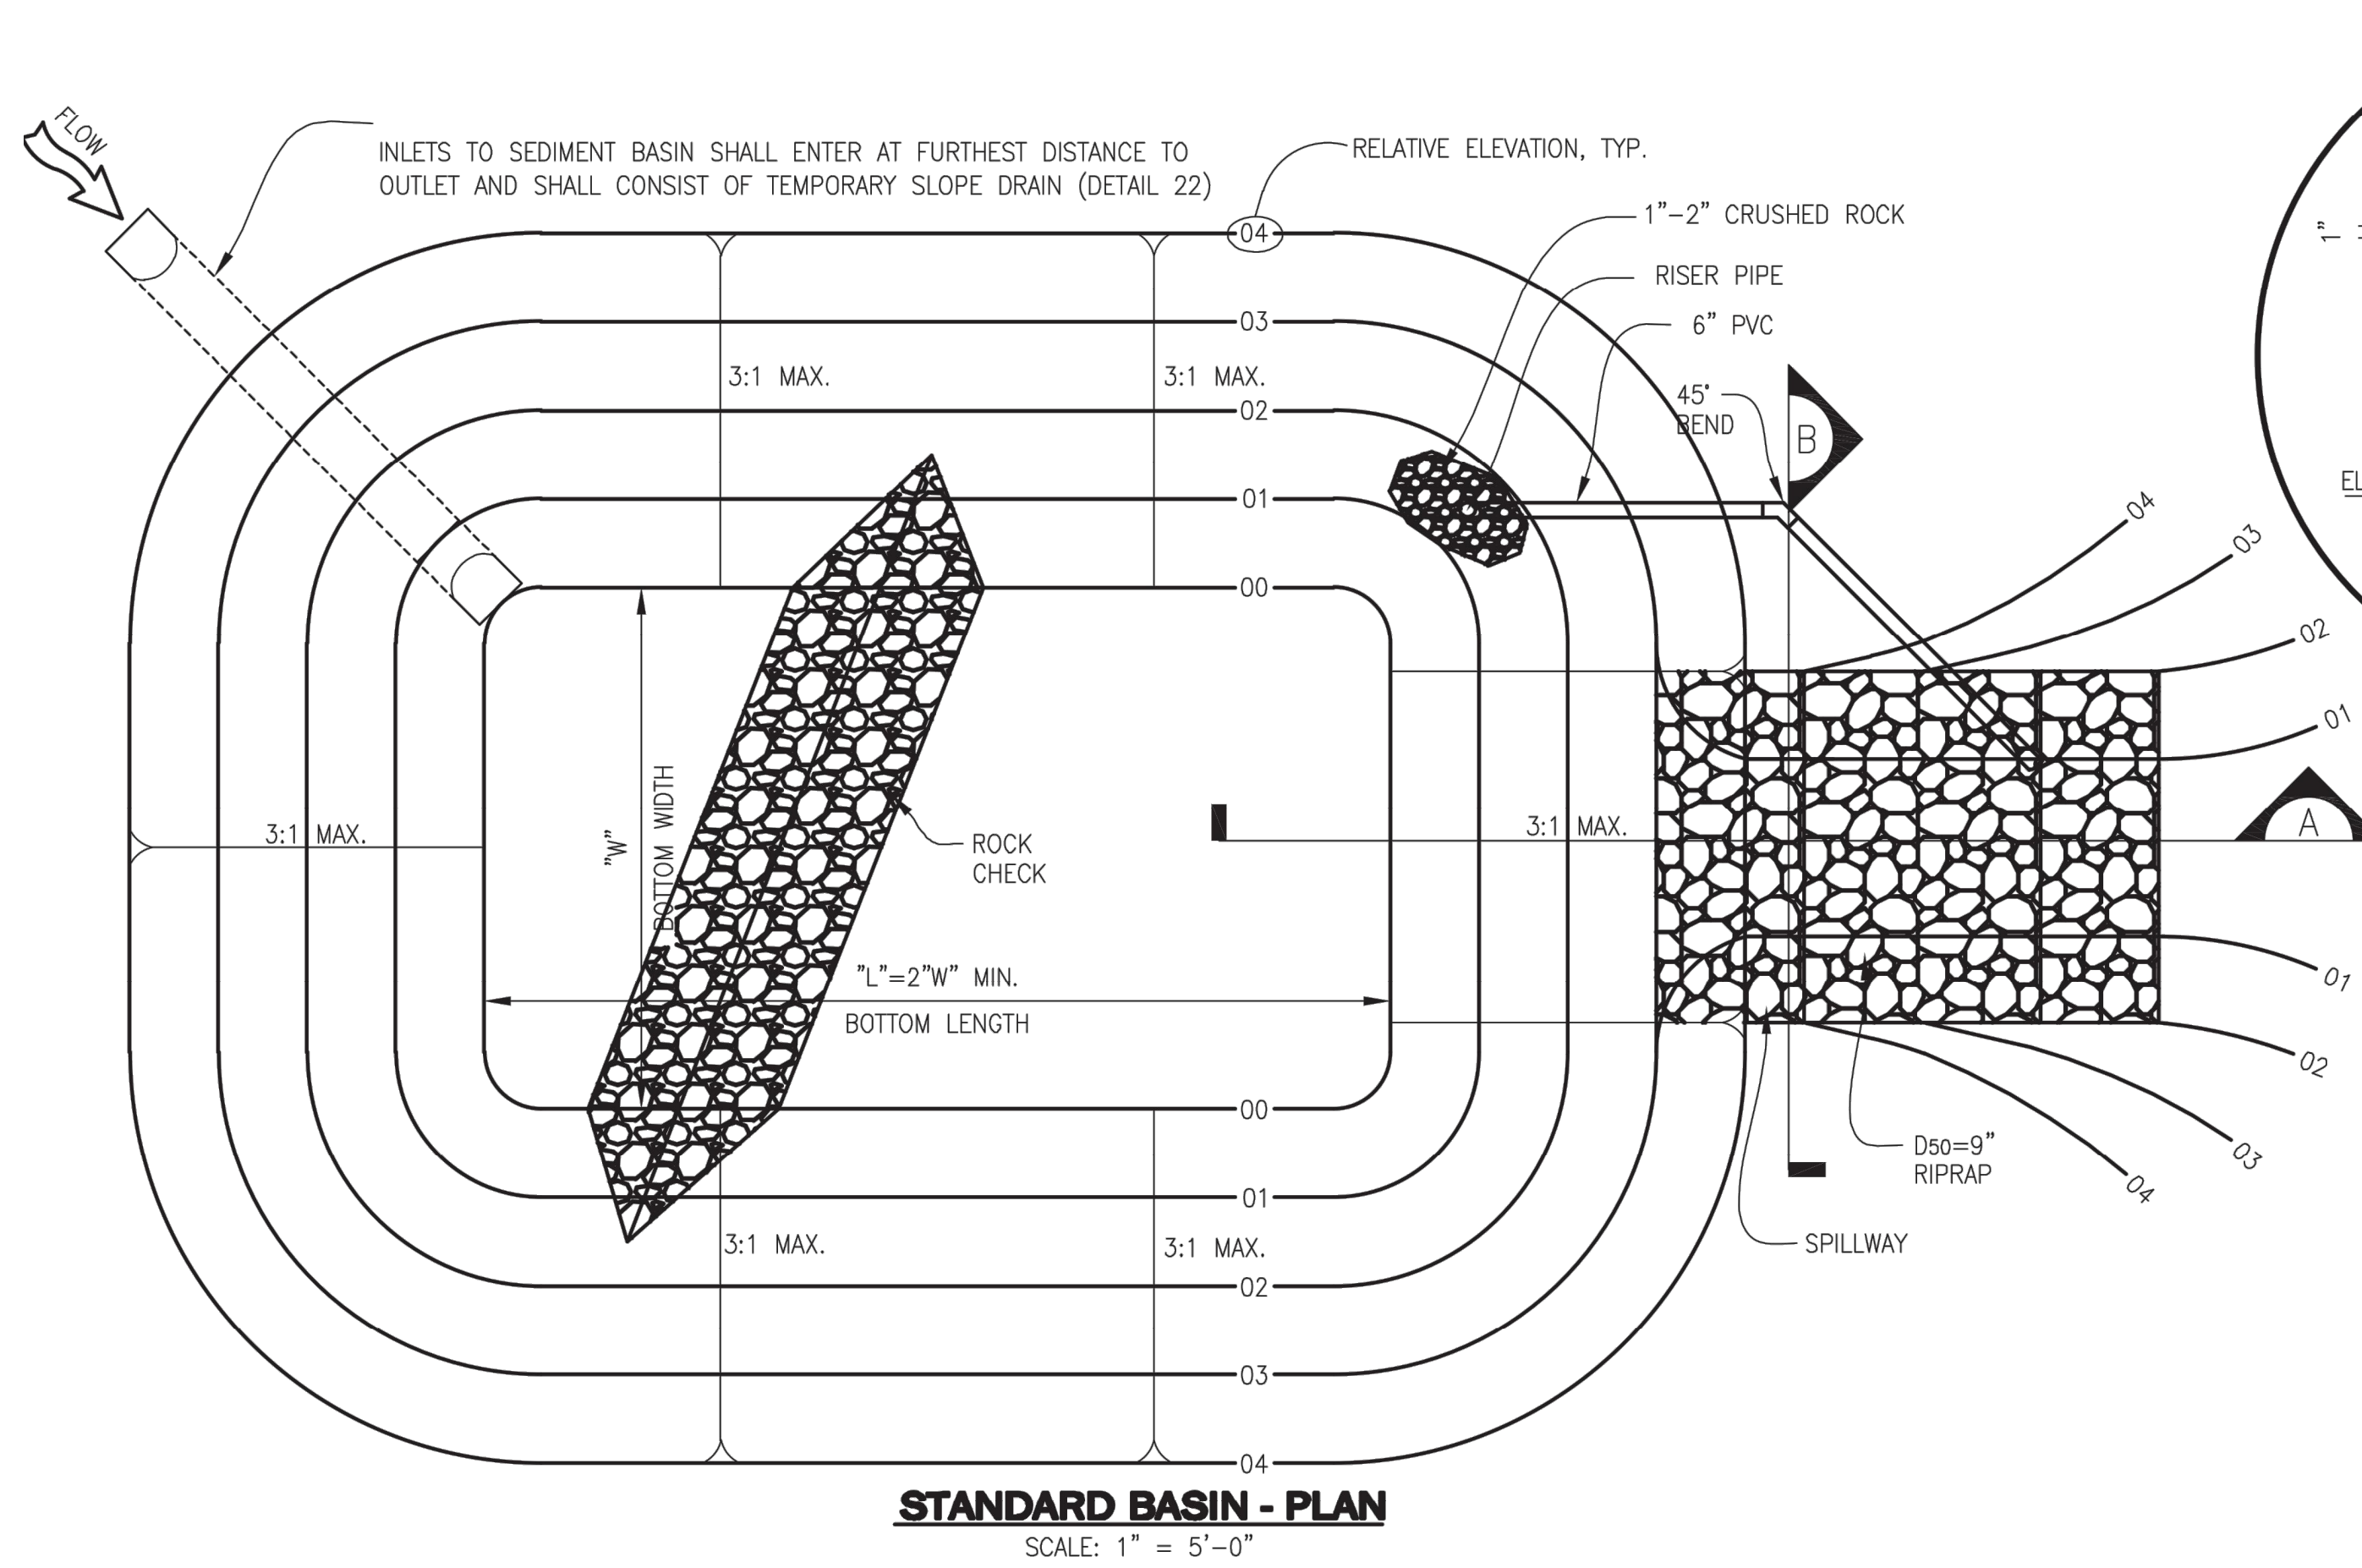 FLOW
INLETS TO SEDIMENT BASIN SHALL ENTER AT FURTHEST DISTANCE TO
OUTLET AND SHALL CONSIST OF TEMPORARY SLOPE DRAIN (DETAIL 22)
RELATIVE ELEVATION, TYP.
04
1"-2" CRUSHED ROCK
RISER PIPE
6" PVC
45°
BEND
B
03
3:1 MAX.
3:1 MAX.
02
01
00
04
03
02
01
A
3:1 MAX.
"W"
BOTTOM WIDTH
ROCK
CHECK
3:1 MAX.
"L"=2"W" MIN.
BOTTOM LENGTH
01
02
03
04
D50=9"
RIPRAP
SPILLWAY
00
01
3:1 MAX.
3:1 MAX.
02
03
04
STANDARD BASIN - PLAN
SCALE: 1" = 5'-0"
1"
EL